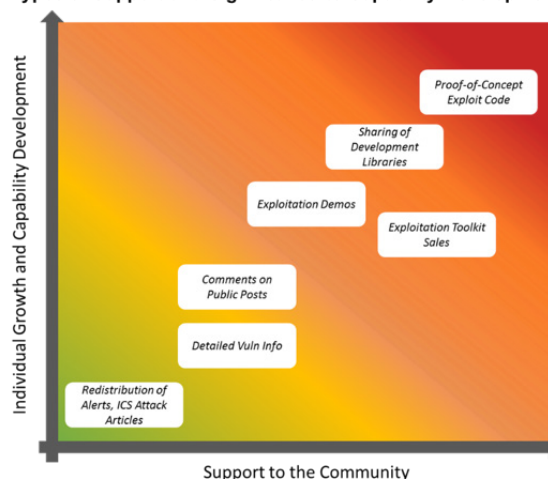 Proof-of-Concept
Exploit Code
Sharing of
Development
Libraries
Exploitation Demos
Exploitation Toolkit
Sales
Comments on
Public Posts
Detailed Vuln Info
Redistribution of
Alerts, ICS Attack
Articles
Individual Growth and Capability Development
Support to the Community